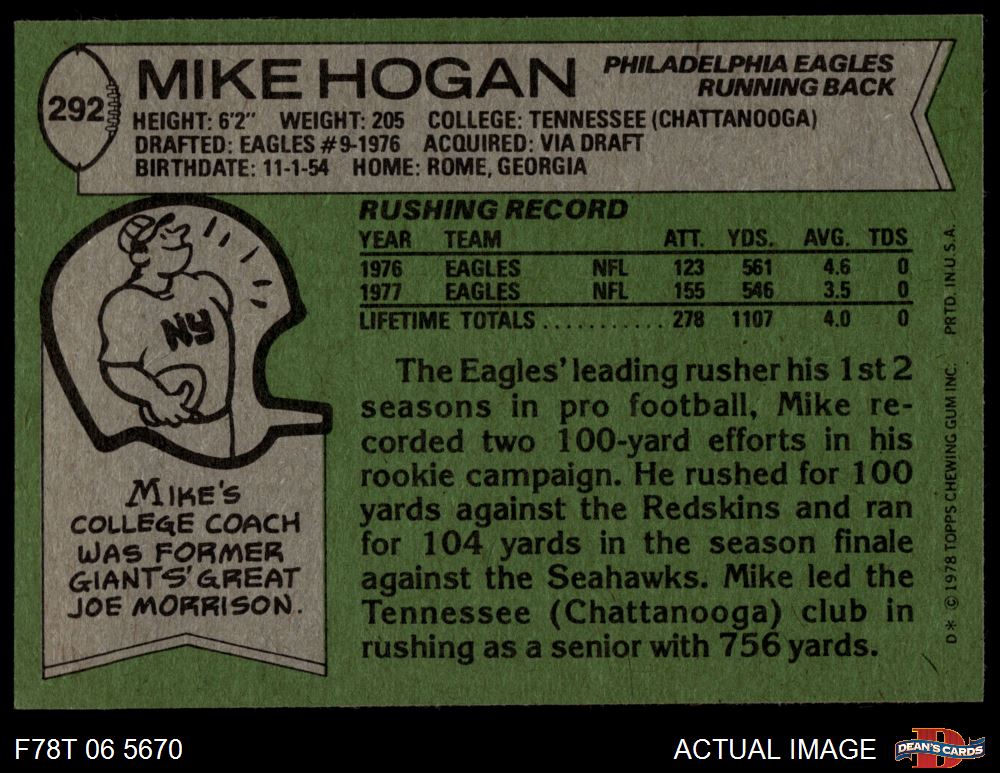 292
MIKE HOGAN
PHILADELPHIA EAGLES
RUNNING BACK
HEIGHT: 6'2" WEIGHT: 205 COLLEGE: TENNESSEE (CHATTANOOGA)
DRAFTED: EAGLES #9-1976 ACQUIRED: VIA DRAFT
BIRTHDATE: 11-1-54 HOME: ROME, GEORGIA
NY
MIKE'S
COLLEGE COACH
WAS FORMER
GIANTS' GREAT
JOE MORRISON.
RUSHING RECORD
YEAR TEAM ATT. YDS. AVG. TDS
1976 EAGLES NFL 123 561 4.6 0
1977 EAGLES NFL 155 546 3.5 0
LIFETIME TOTALS ........... 278 1107 4.0 0
The Eagles' leading rusher his 1st 2
seasons in pro football, Mike re-
corded two 100-yard efforts in his
rookie campaign. He rushed for 100
yards against the Redskins and ran
for 104 yards in the season finale
against the Seahawks. Mike led the
Tennessee (Chattanooga) club in
rushing as a senior with 756 yards.
D* © 1978 TOPPS CHEWING GUM INC. PRTD. IN U.S.A.
F78T 06 5670
ACTUAL IMAGE
D
DEAN'S CARDS